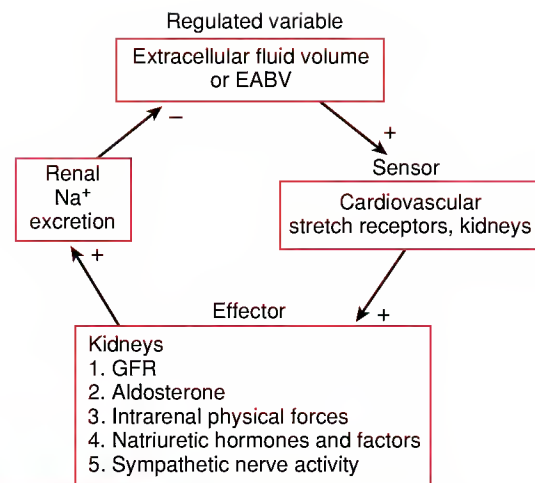 Regulated variable
Extracellular fluid volume
or EABV
−
+
Sensor
Renal
Na⁺
excretion
Cardiovascular
stretch receptors, kidneys
+
Effector
+
Kidneys
1. GFR
2. Aldosterone
3. Intrarenal physical forces
4. Natriuretic hormones and factors
5. Sympathetic nerve activity